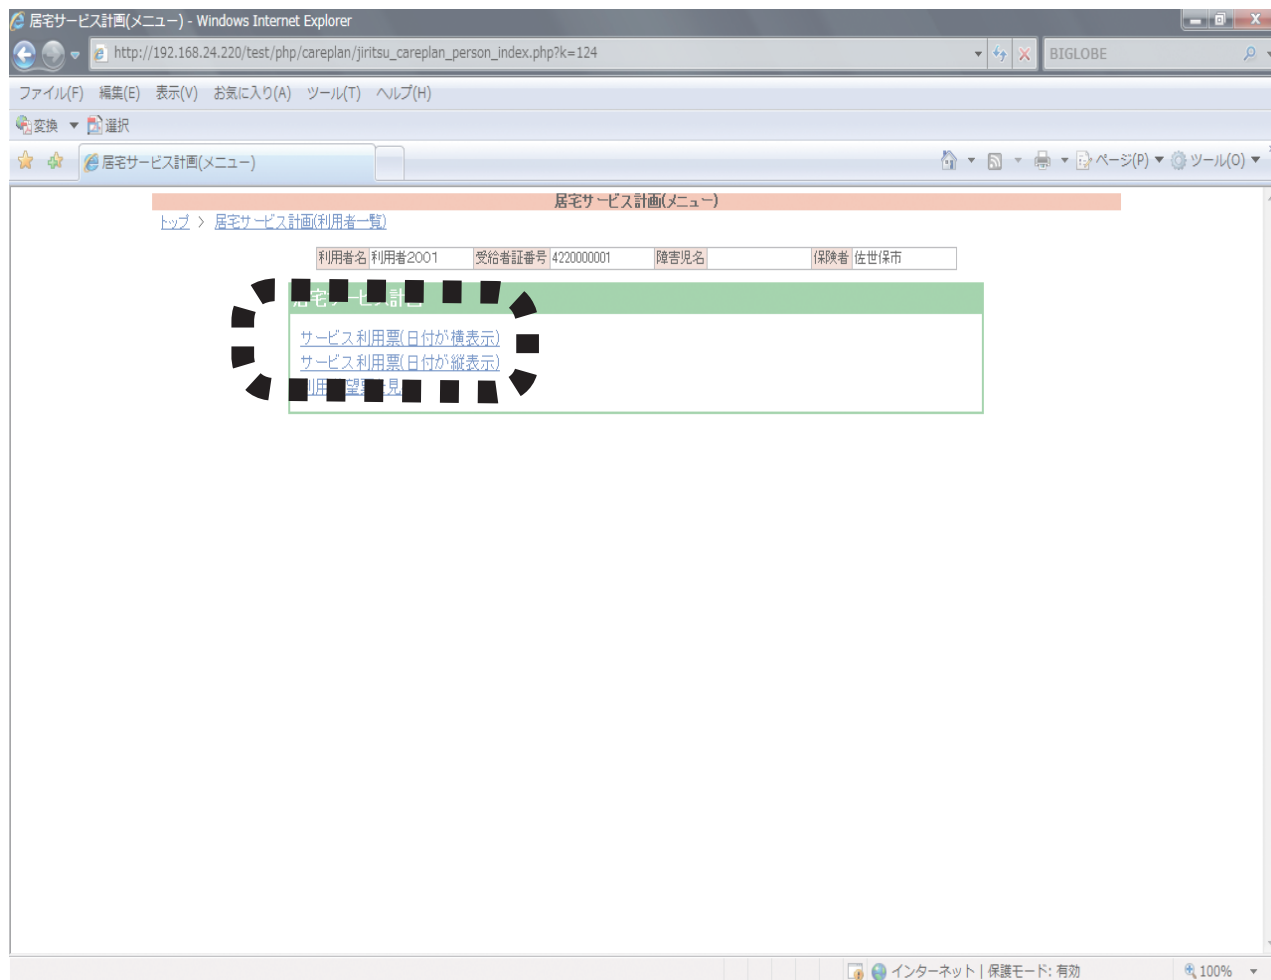 居宅サービス計画(メニュー) - Windows Internet Explorer
http://192.168.24.220/test/php/careplan/jiritsu_careplan_person_index.php?k=124
BIGLOBE
ファイル(F) 編集(E) 表示(V) お気に入り(A) ツール(T) ヘルプ(H)
変換 選択
居宅サービス計画(メニュー)
ページ(P) ツール(O)
居宅サービス計画(メニュー)
トップ > 居宅サービス計画(利用者一覧)
利用者名 利用者2001 受給者証番号 4220000001 障害児名 保険者 佐世保市
居宅サービス計画
サービス利用票(日付が横表示)
サービス利用票(日付が縦表示)
インターネット | 保護モード: 有効
100%